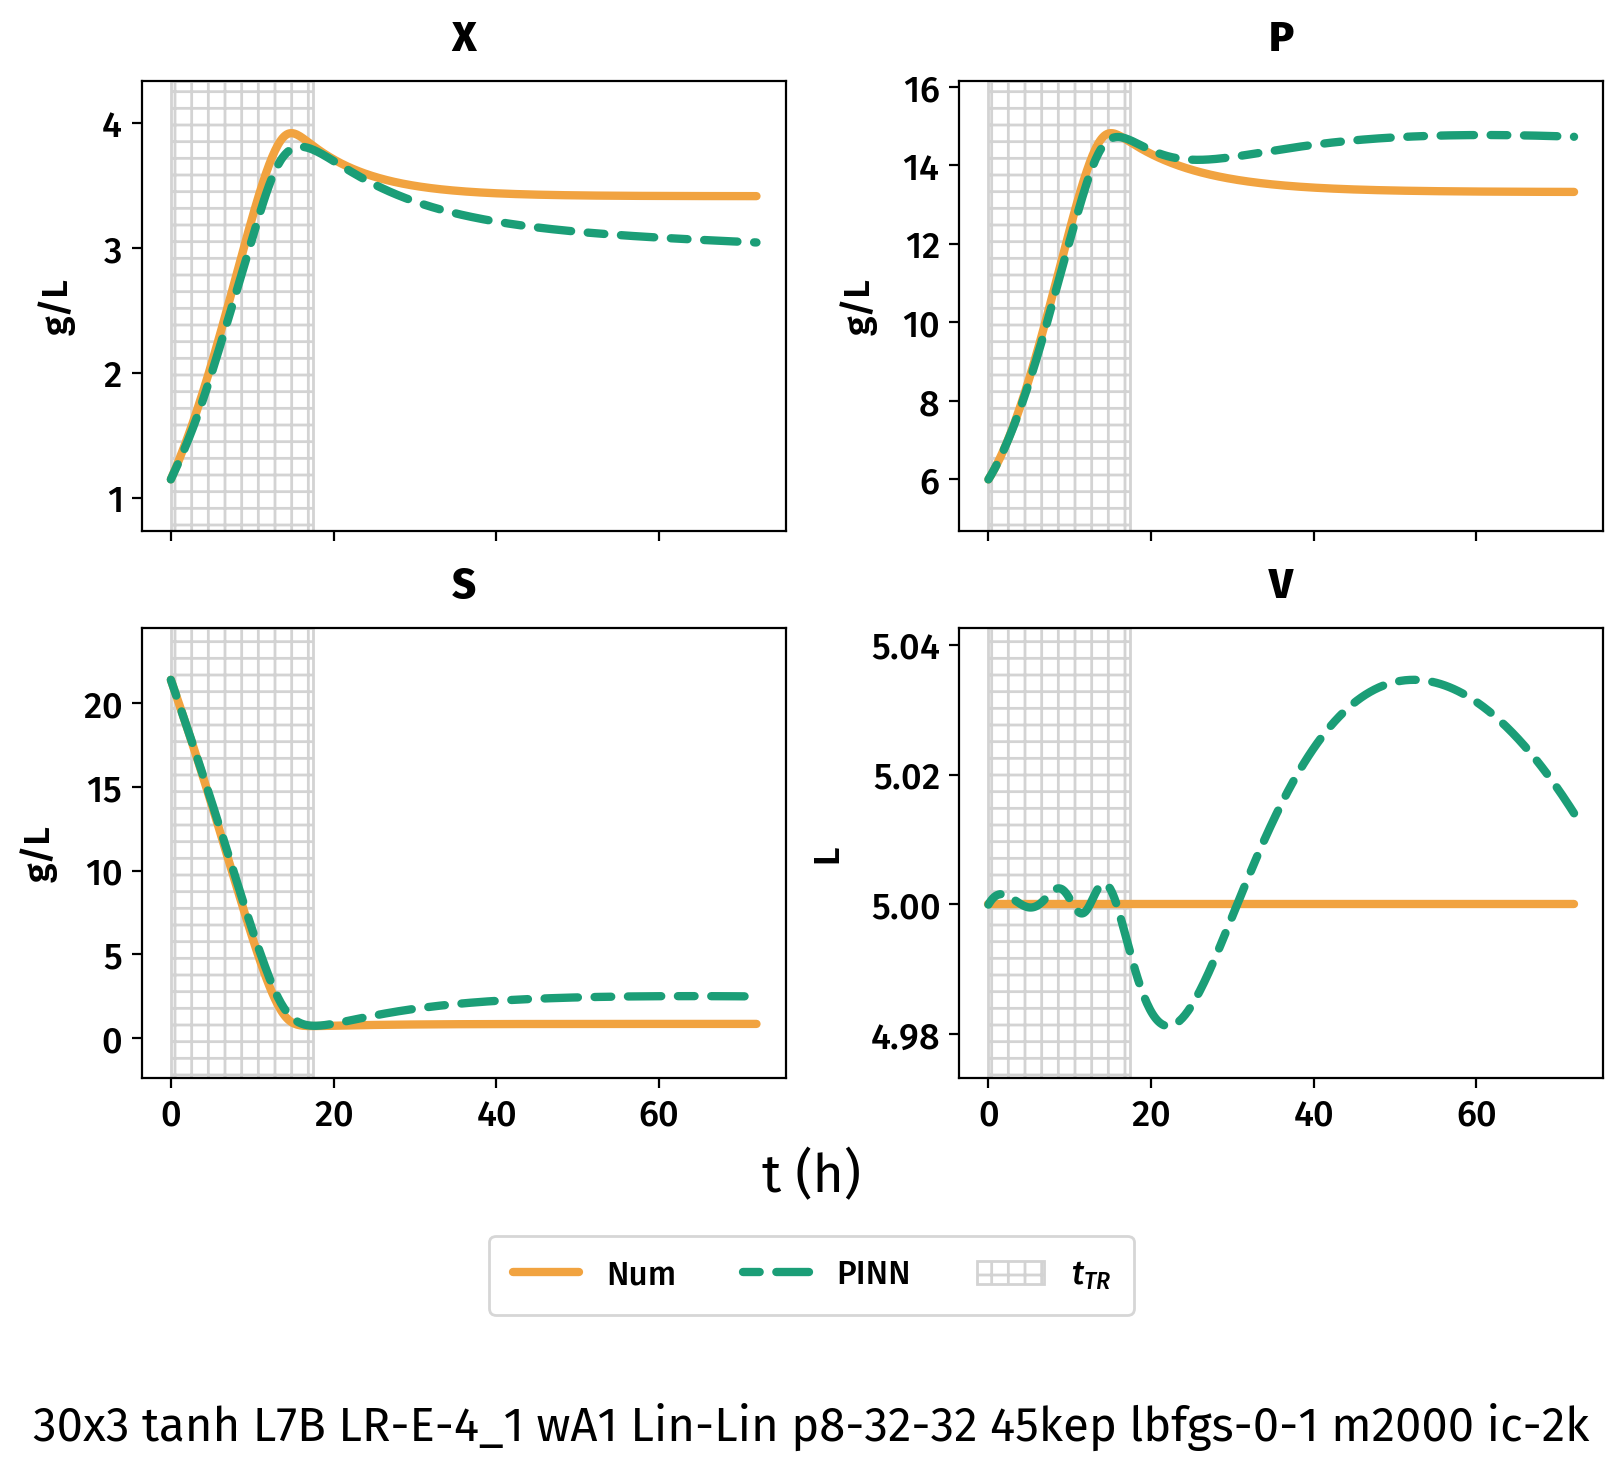 X
4
3
2
1
g/L
P
16
14
12
10
8
6
g/L
S
20
15
10
5
0
g/L
0 20 40 60
V
5.04
5.02
5.00
4.98
L
0 20 40 60
t (h)
Num PINN t_TR
30x3 tanh L7B LR-E-4_1 wA1 Lin-Lin p8-32-32 45kep lbfgs-0-1 m2000 ic-2k